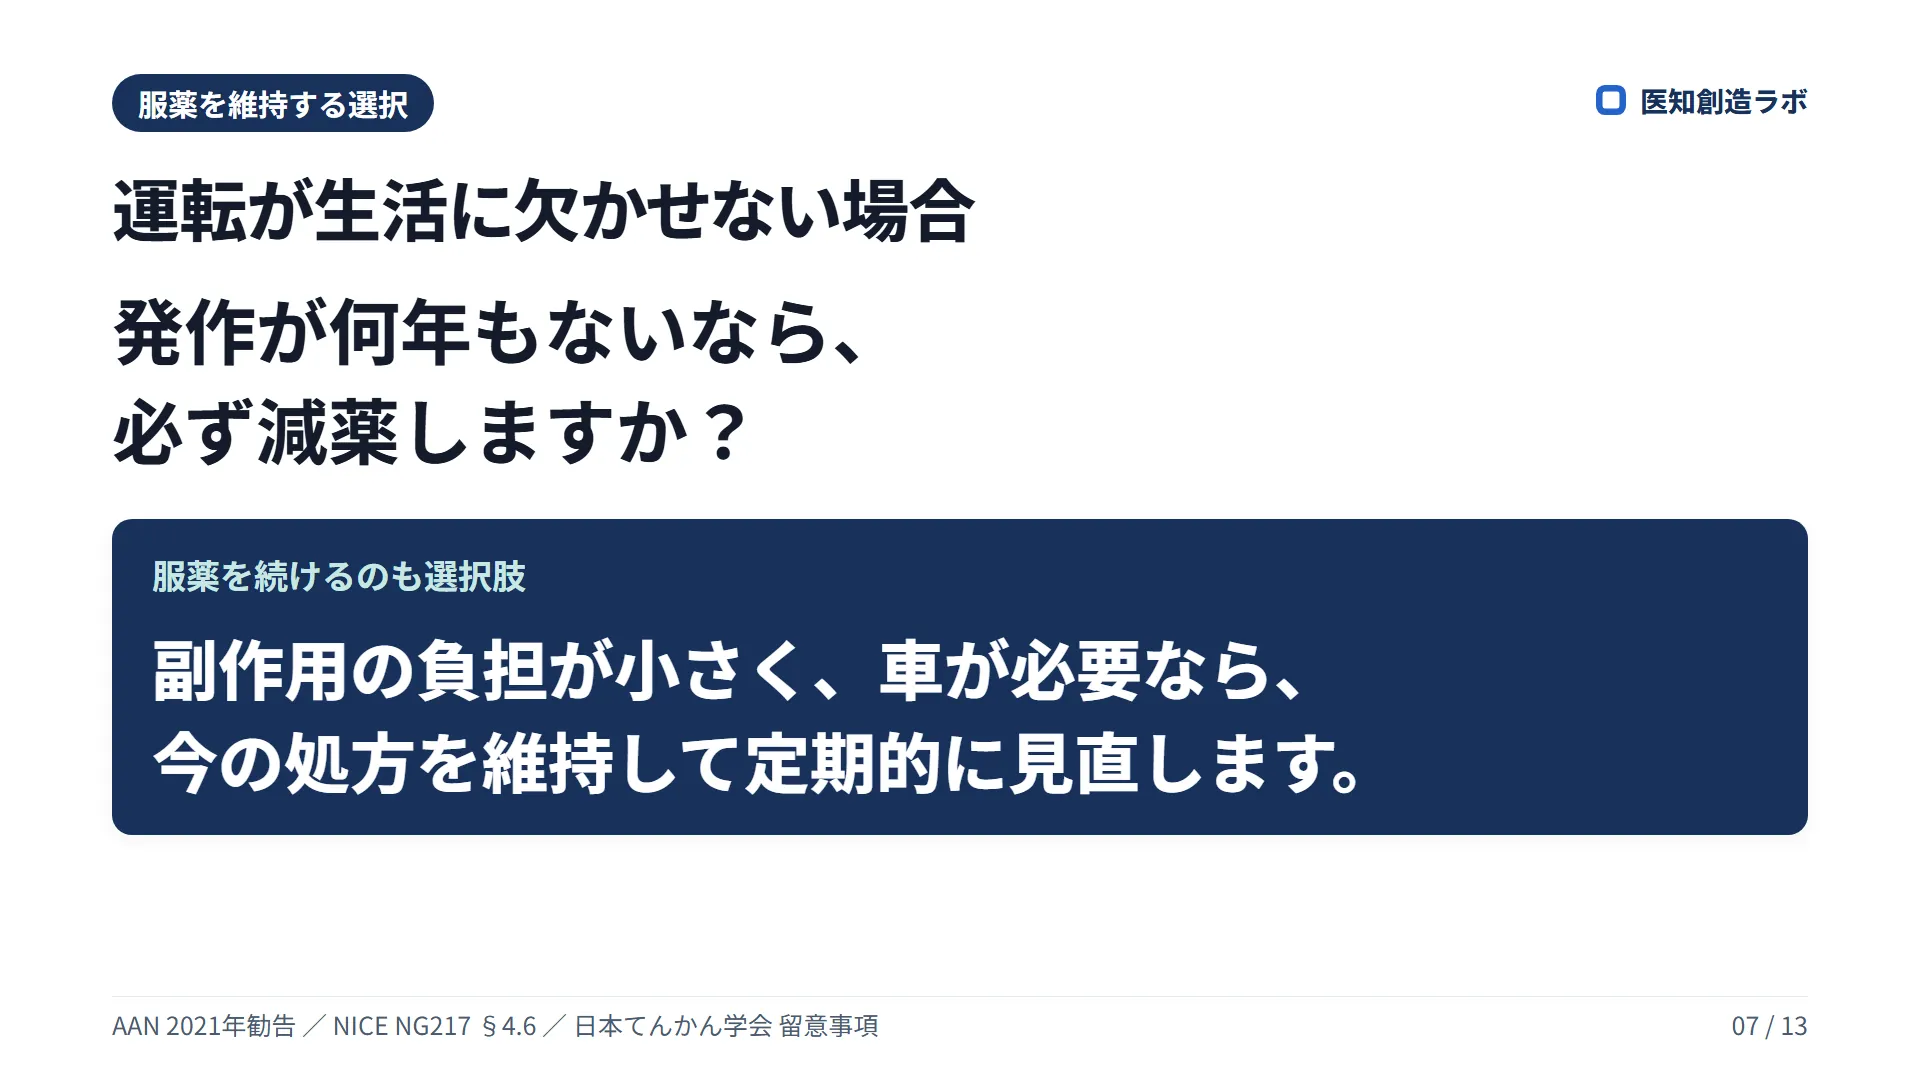 服薬を維持する選択
医知創造ラボ
運転が生活に欠かせない場合
発作が何年もないなら、
必ず減薬しますか？
服薬を続けるのも選択肢
副作用の負担が小さく、車が必要なら、
今の処方を維持して定期的に見直します。
AAN 2021年勧告 ／ NICE NG217 §4.6 ／ 日本てんかん学会 留意事項
07 / 13